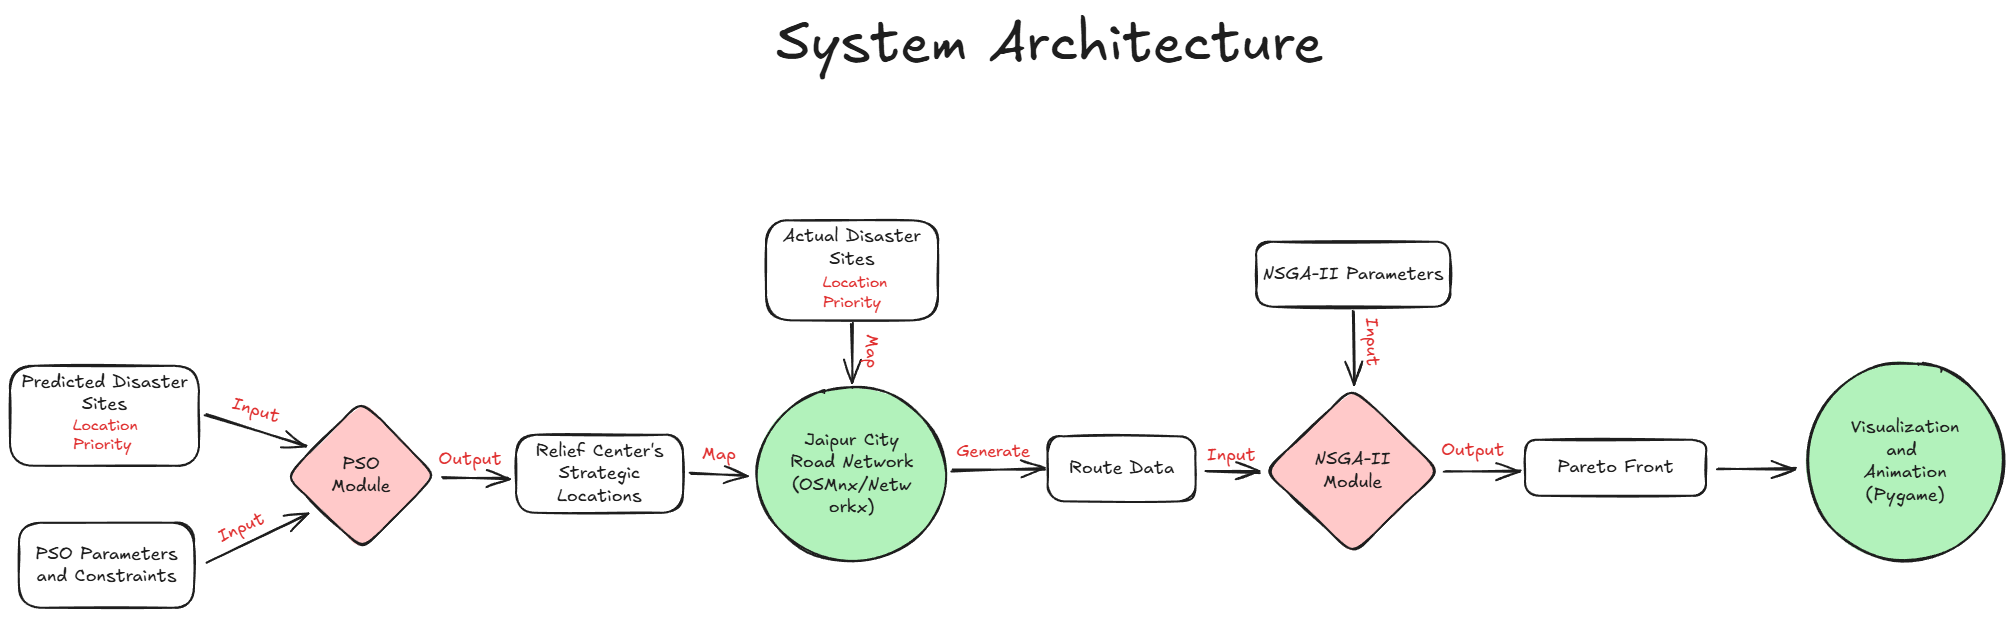 System Architecture
Actual Disaster
Sites
Location
Priority
Map
NSGA-II Parameters
Input
Predicted Disaster
Sites
Location
Priority
Input
PSO Parameters
and Constraints
Input
PSO
Module
Output
Relief Center's
Strategic
Locations
Map
Jaipur City
Road Network
(OSMnx/Netw
orkx)
Generate
Route Data
Input
NSGA-II
Module
Output
Pareto Front
Visualization
and
Animation
(Pygame)